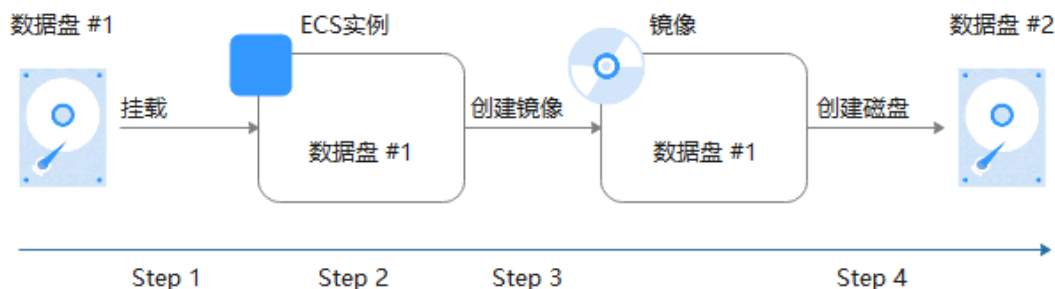 数据盘 #1
ECS实例
镜像
数据盘 #2
挂载
创建镜像
创建磁盘
数据盘 #1
数据盘 #1
Step 1
Step 2
Step 3
Step 4